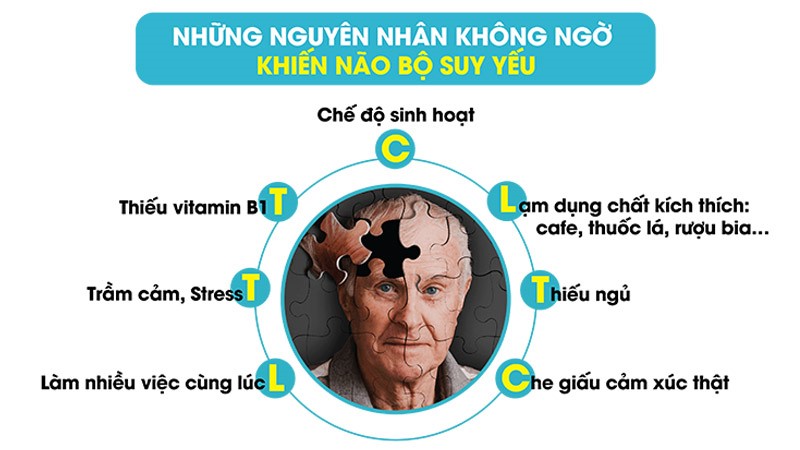 NHỮNG NGUYÊN NHÂN KHÔNG NGỜ
KHIẾN NÃO BỘ SUY YẾU
Chế độ sinh hoạt
C
Thiếu vitamin B1 T
Lạm dụng chất kích thích:
cafe, thuốc lá, rượu bia...
Trầm cảm, Stress T
Thiếu ngủ
Làm nhiều việc cùng lúc L
Che giấu cảm xúc thật